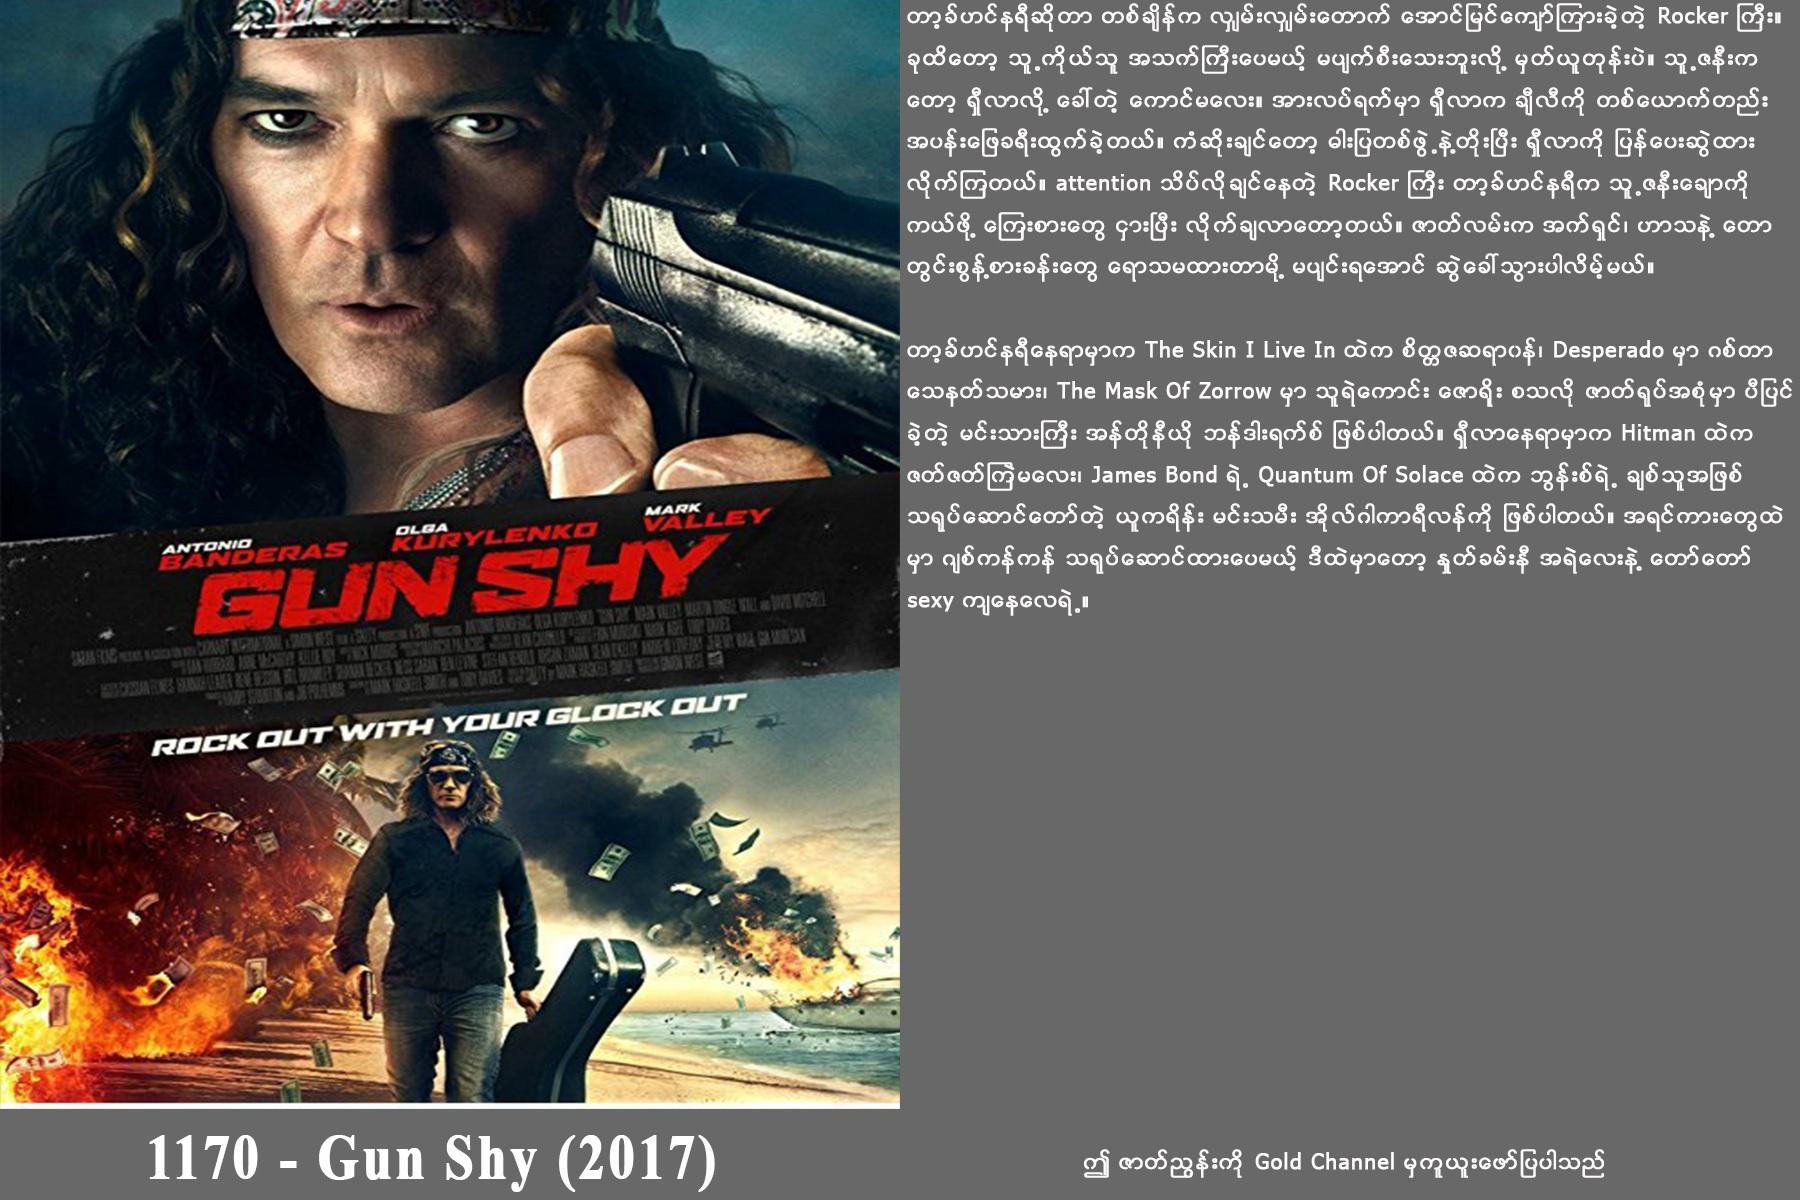 ANTONIO BANDERAS
OLGA KURYLENKO
MARK VALLEY
GUN SHY
ROCK OUT WITH YOUR GLOCK OUT
1170 - Gun Shy (2017)
တာ့ခ်ဟင်နရီဆိုတာ တစ်ချိန်က လျှမ်းလျှမ်းတောက် အောင်မြင်ကျော်ကြားခဲ့တဲ့ Rocker ကြီး။
ခုထိတော့ သူ့ကိုယ်သူ အသက်ကြီးပေမယ့် မပျက်စီးသေးဘူးလို့ မှတ်ယူတုန်းပဲ။ သူ့ဇနီးက
တော့ ရှီလာလို့ ခေါ်တဲ့ ကောင်မလေး။ အားလပ်ရက်မှာ ရှီလာက ချီလီကို တစ်ယောက်တည်း
အပန်းဖြေခရီးထွက်ခဲ့တယ်။ ကံဆိုးချင်တော့ ဓါးပြတစ်ဖွဲ့နဲ့တိုးပြီး ရှီလာကို ပြန်ပေးဆွဲထား
လိုက်ကြတယ်။ attention သိပ်လိုချင်နေတဲ့ Rocker ကြီး တာ့ခ်ဟင်နရီက သူ့ဇနီးချောကို
ကယ်ဖို့ ကြေးစားတွေ ငှားပြီး လိုက်ချလာတော့တယ်။ ဇာတ်လမ်းက အက်ရှင်၊ ဟာသနဲ့ တော
တွင်းစွန့်စားခန်းတွေ ရောသမထားတာမို့ မပျင်းရအောင် ဆွဲခေါ်သွားပါလိမ့်မယ်။
တာ့ခ်ဟင်နရီနေရာမှာက The Skin I Live In ထဲက စိတ္တဇဆရာဝန်၊ Desperado မှာ ဂစ်တာ
သေနတ်သမား၊ The Mask Of Zorrow မှာ သူရဲကောင်း ဇောရိုး စသလို ဇာတ်ရုပ်အစုံမှာ ပီပြင်
ခဲ့တဲ့ မင်းသားကြီး အန်တိုနီယို ဘန်ဒါးရက်စ် ဖြစ်ပါတယ်။ ရှီလာနေရာမှာက Hitman ထဲက
ဇတ်ဇတ်ကြဲမလေး၊ James Bond ရဲ့ Quantum Of Solace ထဲက ဘွန်းစ်ရဲ့ ချစ်သူအဖြစ်
သရုပ်ဆောင်တော်တဲ့ ယူကရိန်း မင်းသမီး အိုလ်ဂါကာရီလန်ကို ဖြစ်ပါတယ်။ အရင်ကားတွေထဲ
မှာ ဂျစ်ကန်ကန် သရုပ်ဆောင်ထားပေမယ့် ဒီထဲမှာတော့ နှုတ်ခမ်းနီ အရဲလေးနဲ့ တော်တော်
sexy ကျနေလေရဲ့။
ဤ ဇာတ်ညွှန်းကို Gold Channel မှကူယူးဖော်ပြပါသည်